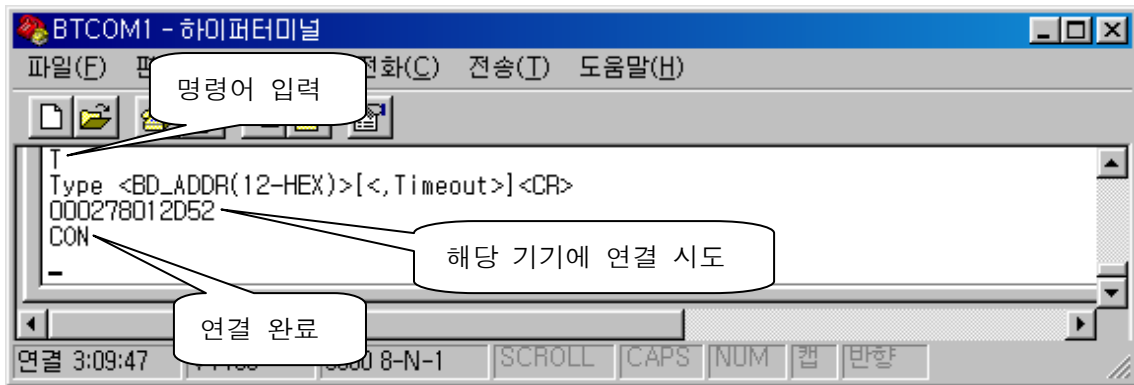 BTCOM1 - 하이퍼터미널
파일(F) 전화(C) 전송(T) 도움말(H)
명령어 입력
T
Type <BD_ADDR(12-HEX)>[<,Timeout>]<CR>
000278012D52
CON
해당 기기에 연결 시도
연결 완료
연결 3:09:47 8-N-1 SCROLL CAPS NUM 캡 반향